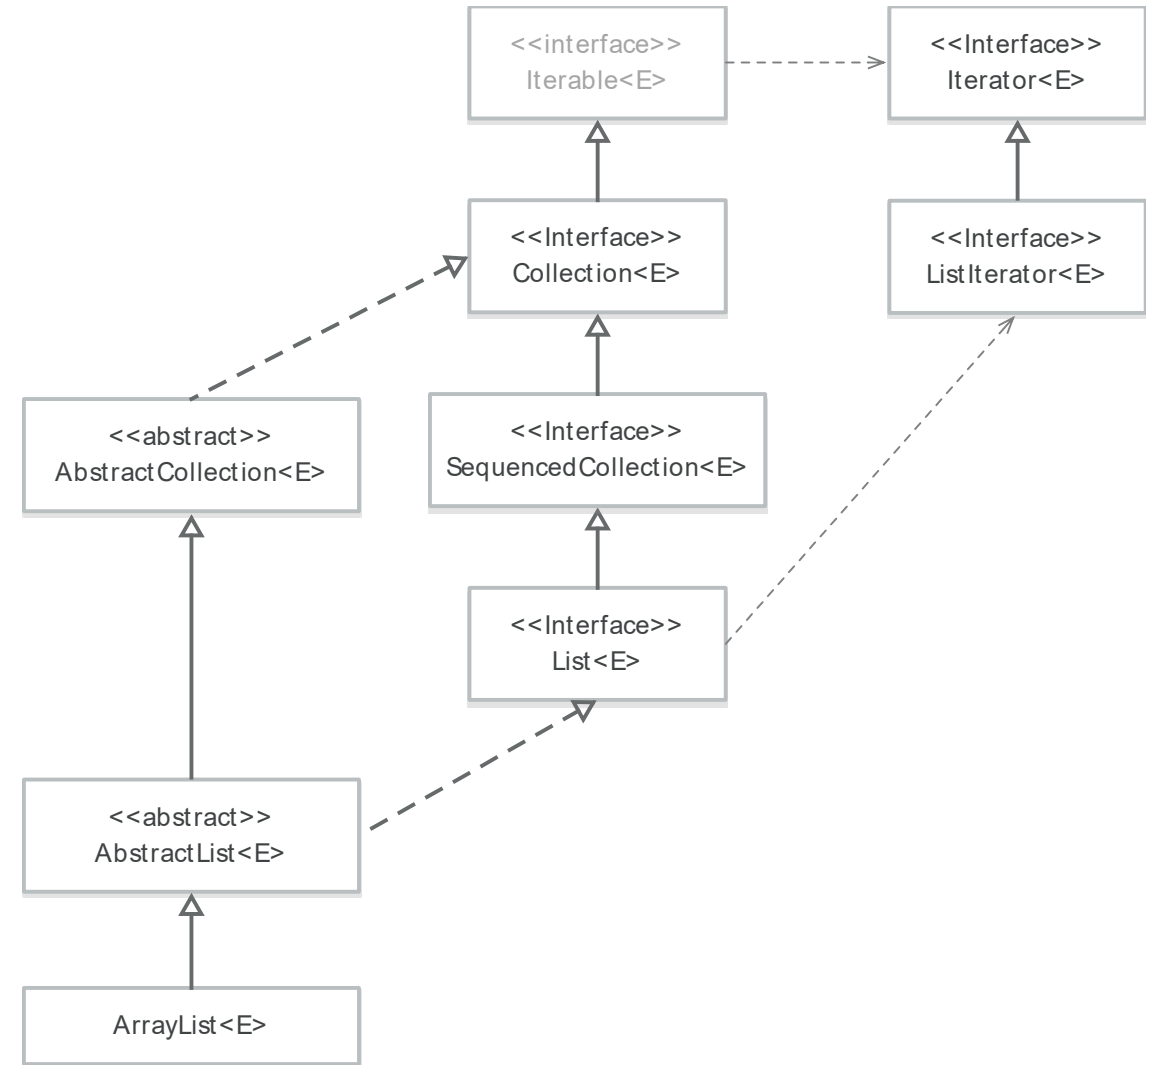 <<interface>>
Iterable<E>
<<Interface>>
Iterator<E>
<<Interface>>
Collection<E>
<<Interface>>
ListIterator<E>
<<abstract>>
AbstractCollection<E>
<<Interface>>
SequencedCollection<E>
<<Interface>>
List<E>
<<abstract>>
AbstractList<E>
ArrayList<E>